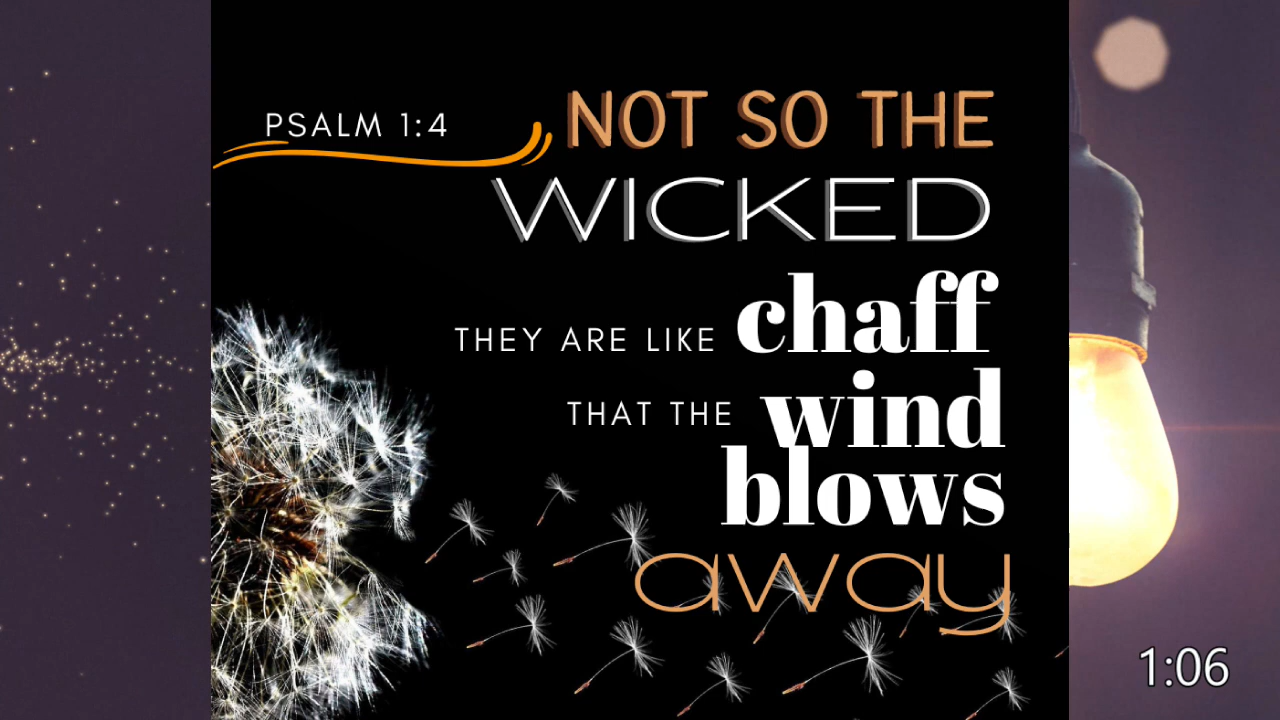 PSALM 1:4
NOT SO THE
WICKED
THEY ARE LIKE chaff
THAT THE wind
blows
away
1:06